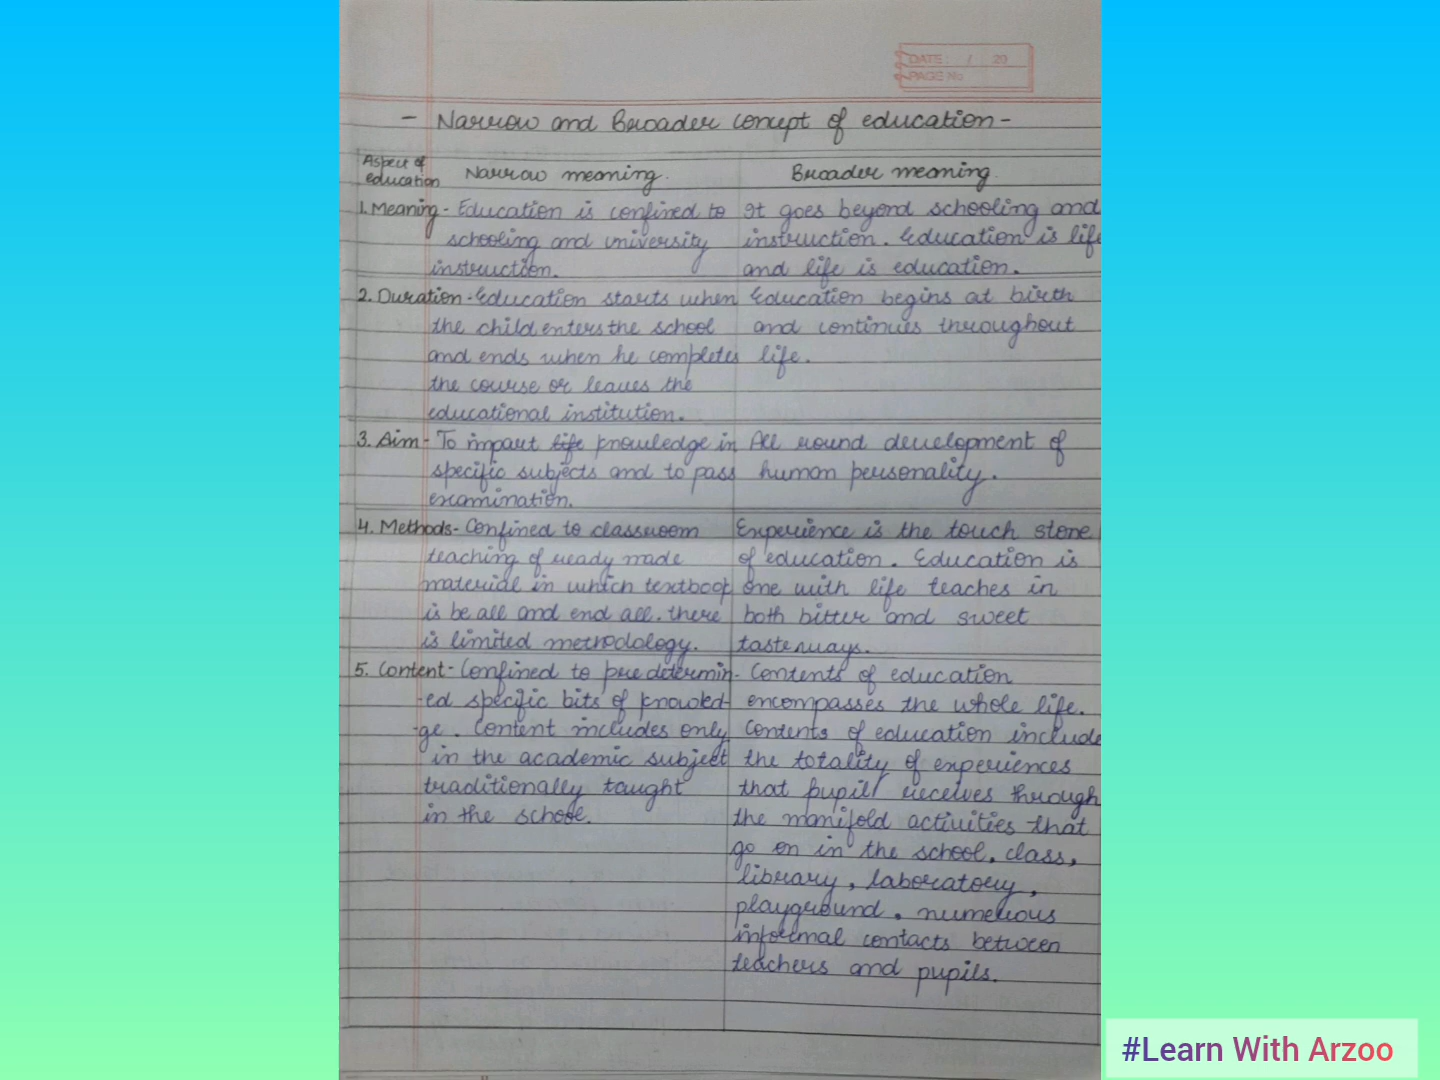 DATE: / 20
PAGE No
- Narrow and Broader concept of education -
Aspect of
education
Narrow meaning.
Broader meaning.
1. Meaning - Education is confined to
schooling and university
instruction.
It goes beyond schooling and
instruction. Education is life
and life is education.
2. Duration - Education starts when
the child enters the school
and ends when he completes
the course or leaves the
educational institution.
Education begins at birth
and continues throughout
life.
3. Aim - To impart life knowledge in
specific subjects and to pass
examination.
All round development of
human personality.
4. Methods - Confined to classroom
teaching of ready made
material in which textbook
is be all and end all. there
is limited methodology.
Experience is the touch stone
of education. Education is
one with life teaches in
both bitter and sweet
taste ways.
5. Content - Confined to pre determin-
-ed specific bits of knowled-
-ge. Content includes only
in the academic subject
traditionally taught
in the school.
Contents of education
encompasses the whole life.
Contents of education include
the totality of experiences
that pupil receives through
the manifold activities that
go on in the school, class,
library, laboratory,
playground, numerous
informal contacts between
teachers and pupils.
#Learn With Arzoo